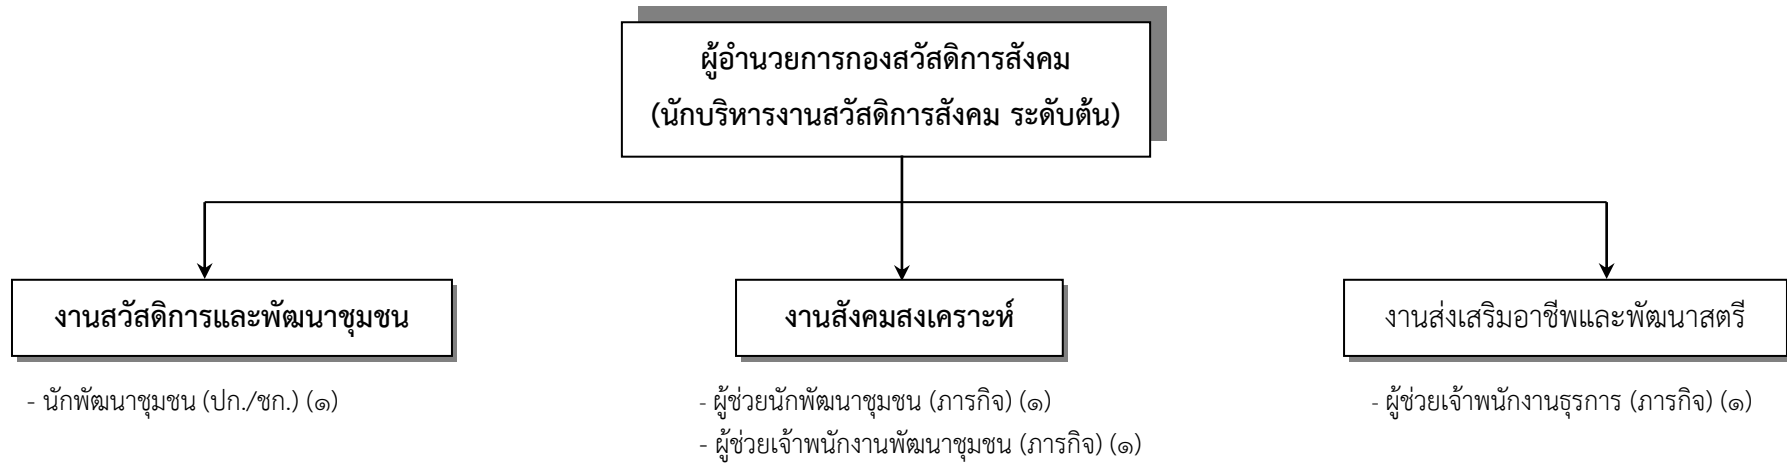 ผู้อำนวยการกองสวัสดิการสังคม
(นักบริหารงานสวัสดิการสังคม ระดับต้น)
งานสวัสดิการและพัฒนาชุมชน
- นักพัฒนาชุมชน (ปก./ชก.) (๑)
งานสังคมสงเคราะห์
- ผู้ช่วยนักพัฒนาชุมชน (ภารกิจ) (๑)
- ผู้ช่วยเจ้าพนักงานพัฒนาชุมชน (ภารกิจ) (๑)
งานส่งเสริมอาชีพและพัฒนาสตรี
- ผู้ช่วยเจ้าพนักงานธุรการ (ภารกิจ) (๑)